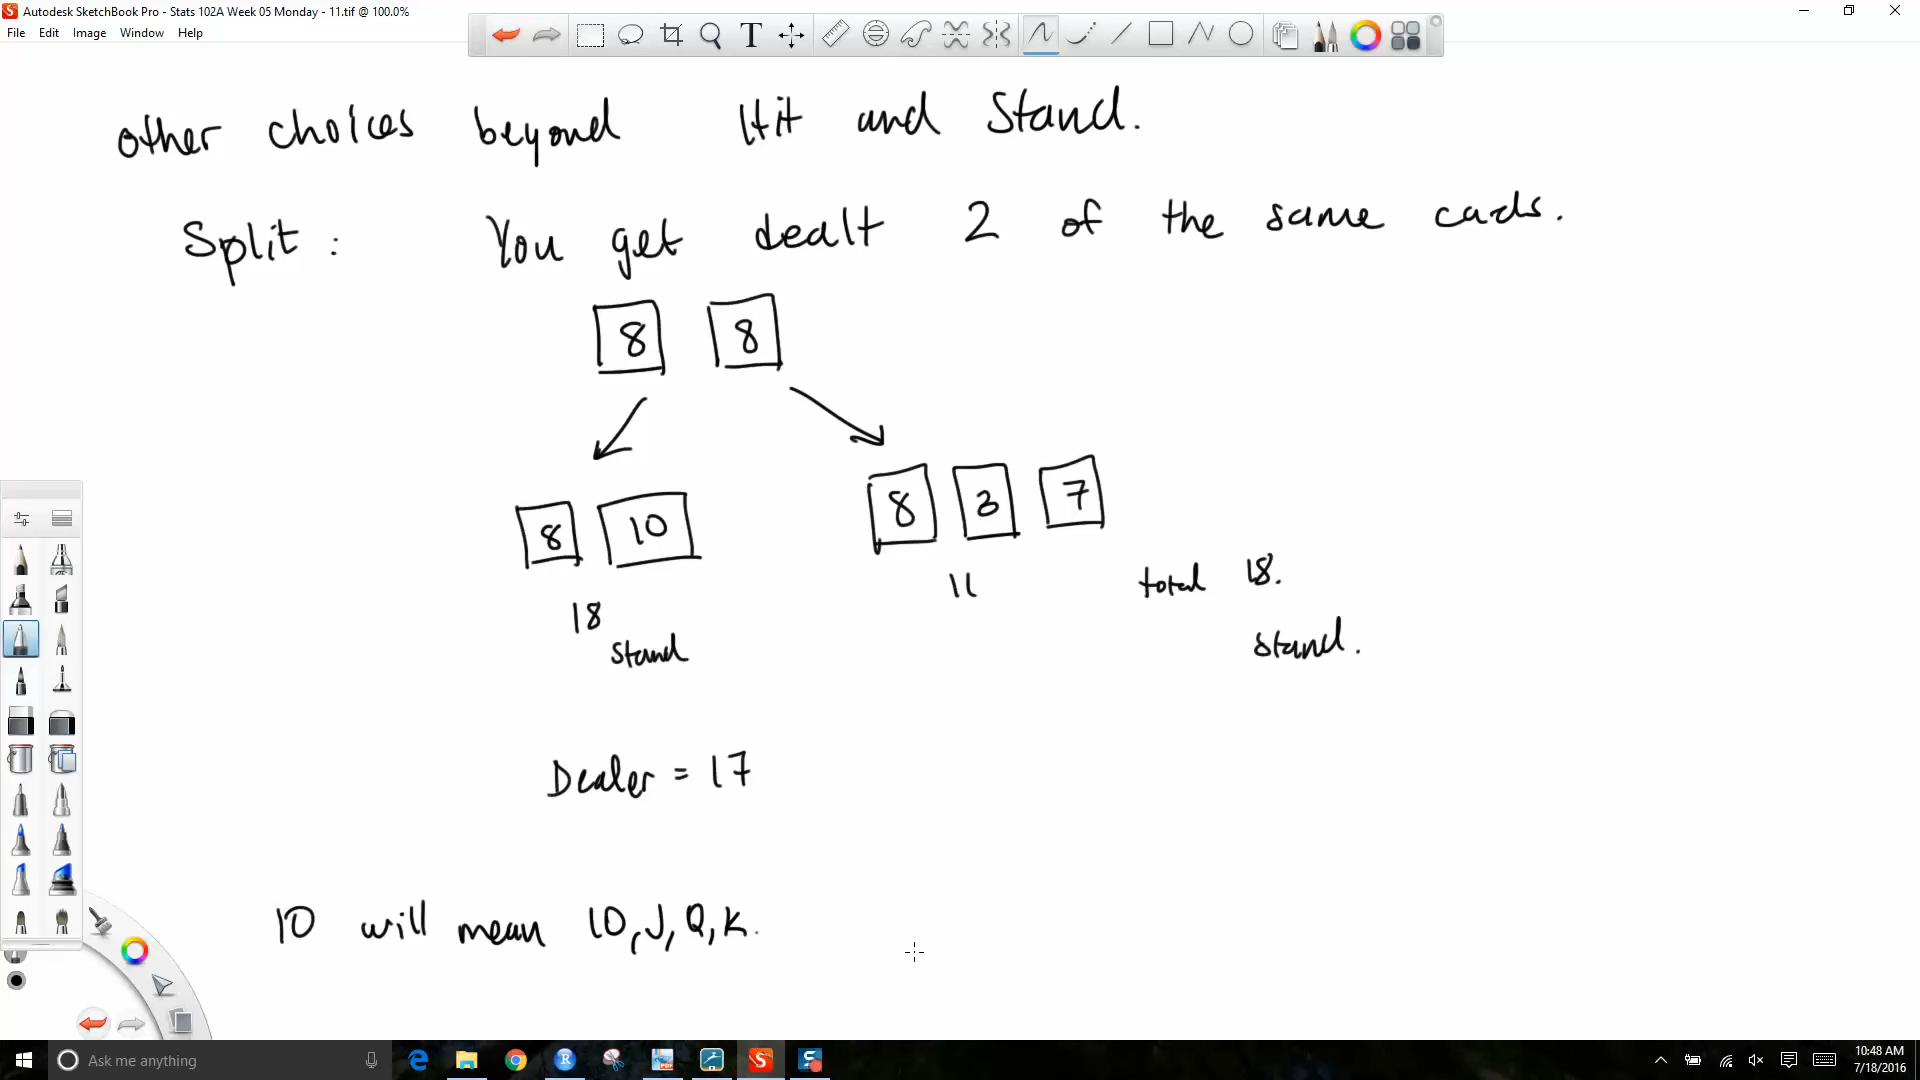 Autodesk SketchBook Pro - Stats 102A Week 05 Monday - 11.tif @ 100.0%
File Edit Image Window Help
other choices beyond Hit and Stand.
Split : You get dealt 2 of the same cards.
8 8
8 10 8 3 7
18 11 total 18.
stand stand.
Dealer = 17
10 will mean 10, J, Q, K.
Ask me anything
10:48 AM
7/18/2016